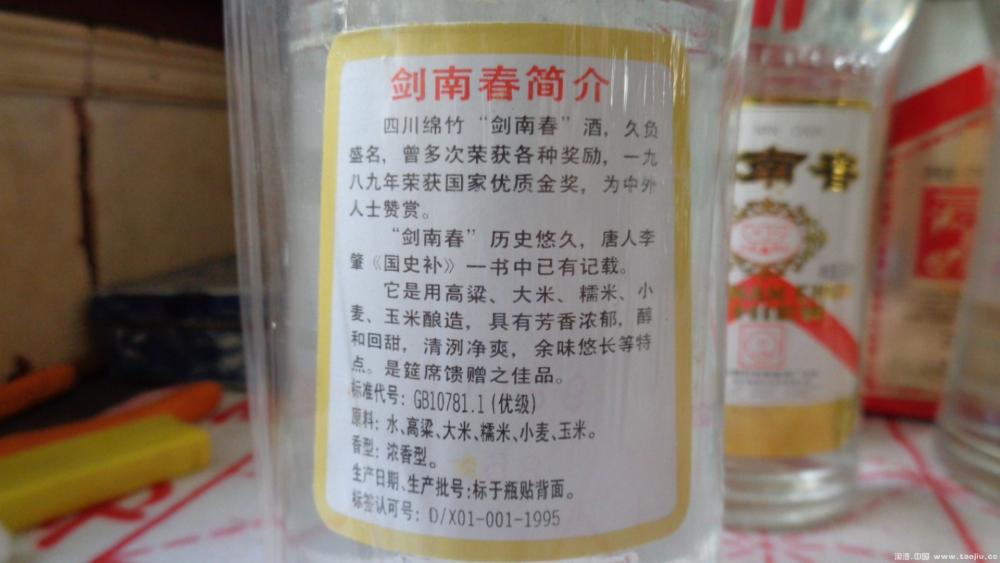 剑南春简介
四川绵竹“剑南春”酒，久负
盛名，曾多次荣获各种奖励，一九
八九年荣获国家优质金奖，为中外
人士赞赏。
“剑南春”历史悠久，唐人李
肇《国史补》一书中已有记载。
它是用高粱、大米、糯米、小
麦、玉米酿造，具有芳香浓郁，醇
和回甜，清洌净爽，余味悠长等特
点。是筵席馈赠之佳品。
标准代号：GB10781.1(优级)
原料：水、高粱、大米、糯米、小麦、玉米。
香型：浓香型。
生产日期、生产批号：标于瓶贴背面。
标签认可号：D/X01-001-1995
南春
淘酒.中国 www.taojiu.cc